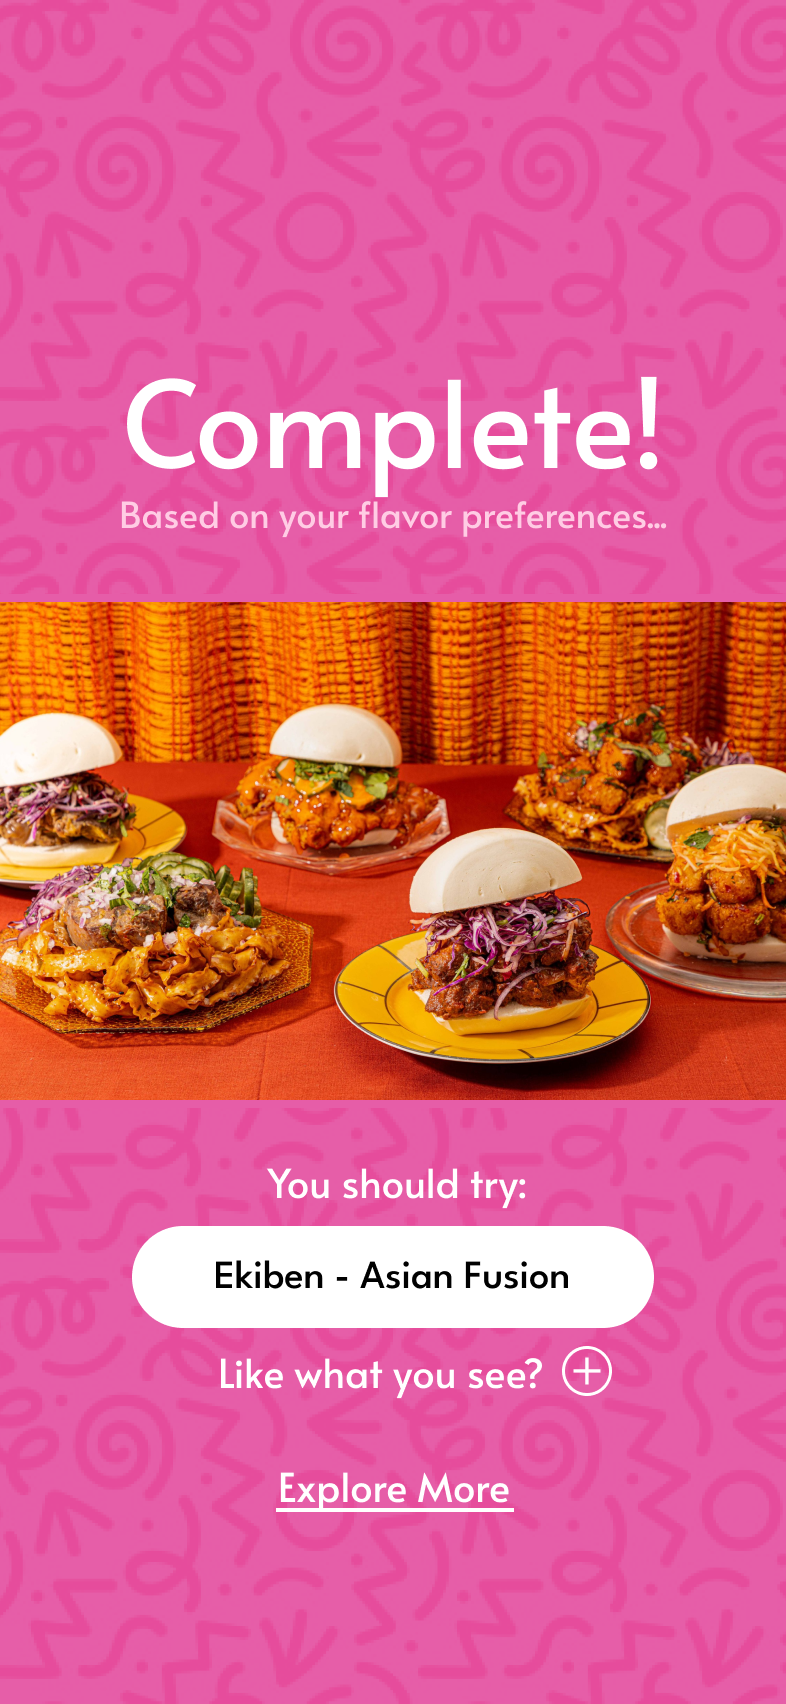 Complete!
Based on your flavor preferences...
You should try:
Ekiben - Asian Fusion
Like what you see?
Explore More